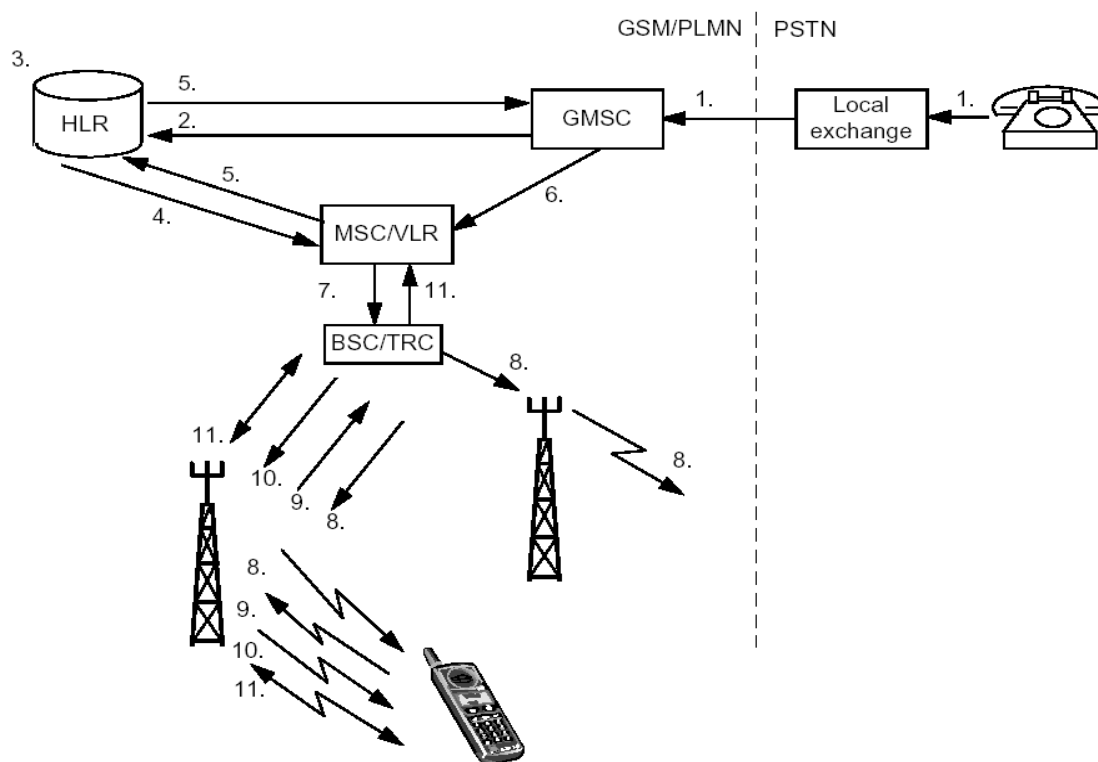 GSM/PLMN
PSTN
3.
5.
HLR
2.
GMSC
1.
Local
exchange
1.
5.
4.
6.
MSC/VLR
7.
11.
BSC/TRC
8.
11.
10.
9.
8.
8.
8.
9.
10.
11.